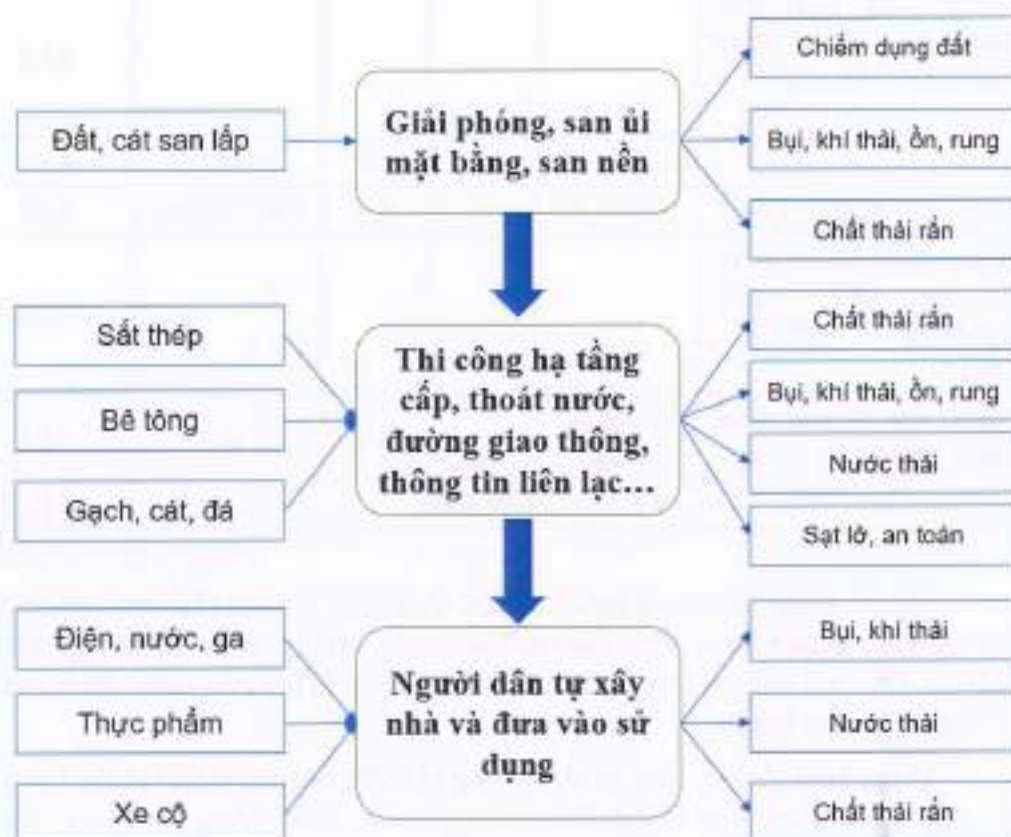 Đất, cát san lấp
Giải phóng, san ủi
mặt bằng, san nền
Chiếm dụng đất
Bụi, khí thải, ồn, rung
Chất thải rắn
Sắt thép
Bê tông
Gạch, cát, đá
Thi công hạ tầng
cấp, thoát nước,
đường giao thông,
thông tin liên lạc...
Chất thải rắn
Bụi, khí thải, ồn, rung
Nước thải
Sạt lở, an toàn
Điện, nước, ga
Thực phẩm
Xe cộ
Người dân tự xây
nhà và đưa vào sử
dụng
Bụi, khí thải
Nước thải
Chất thải rắn